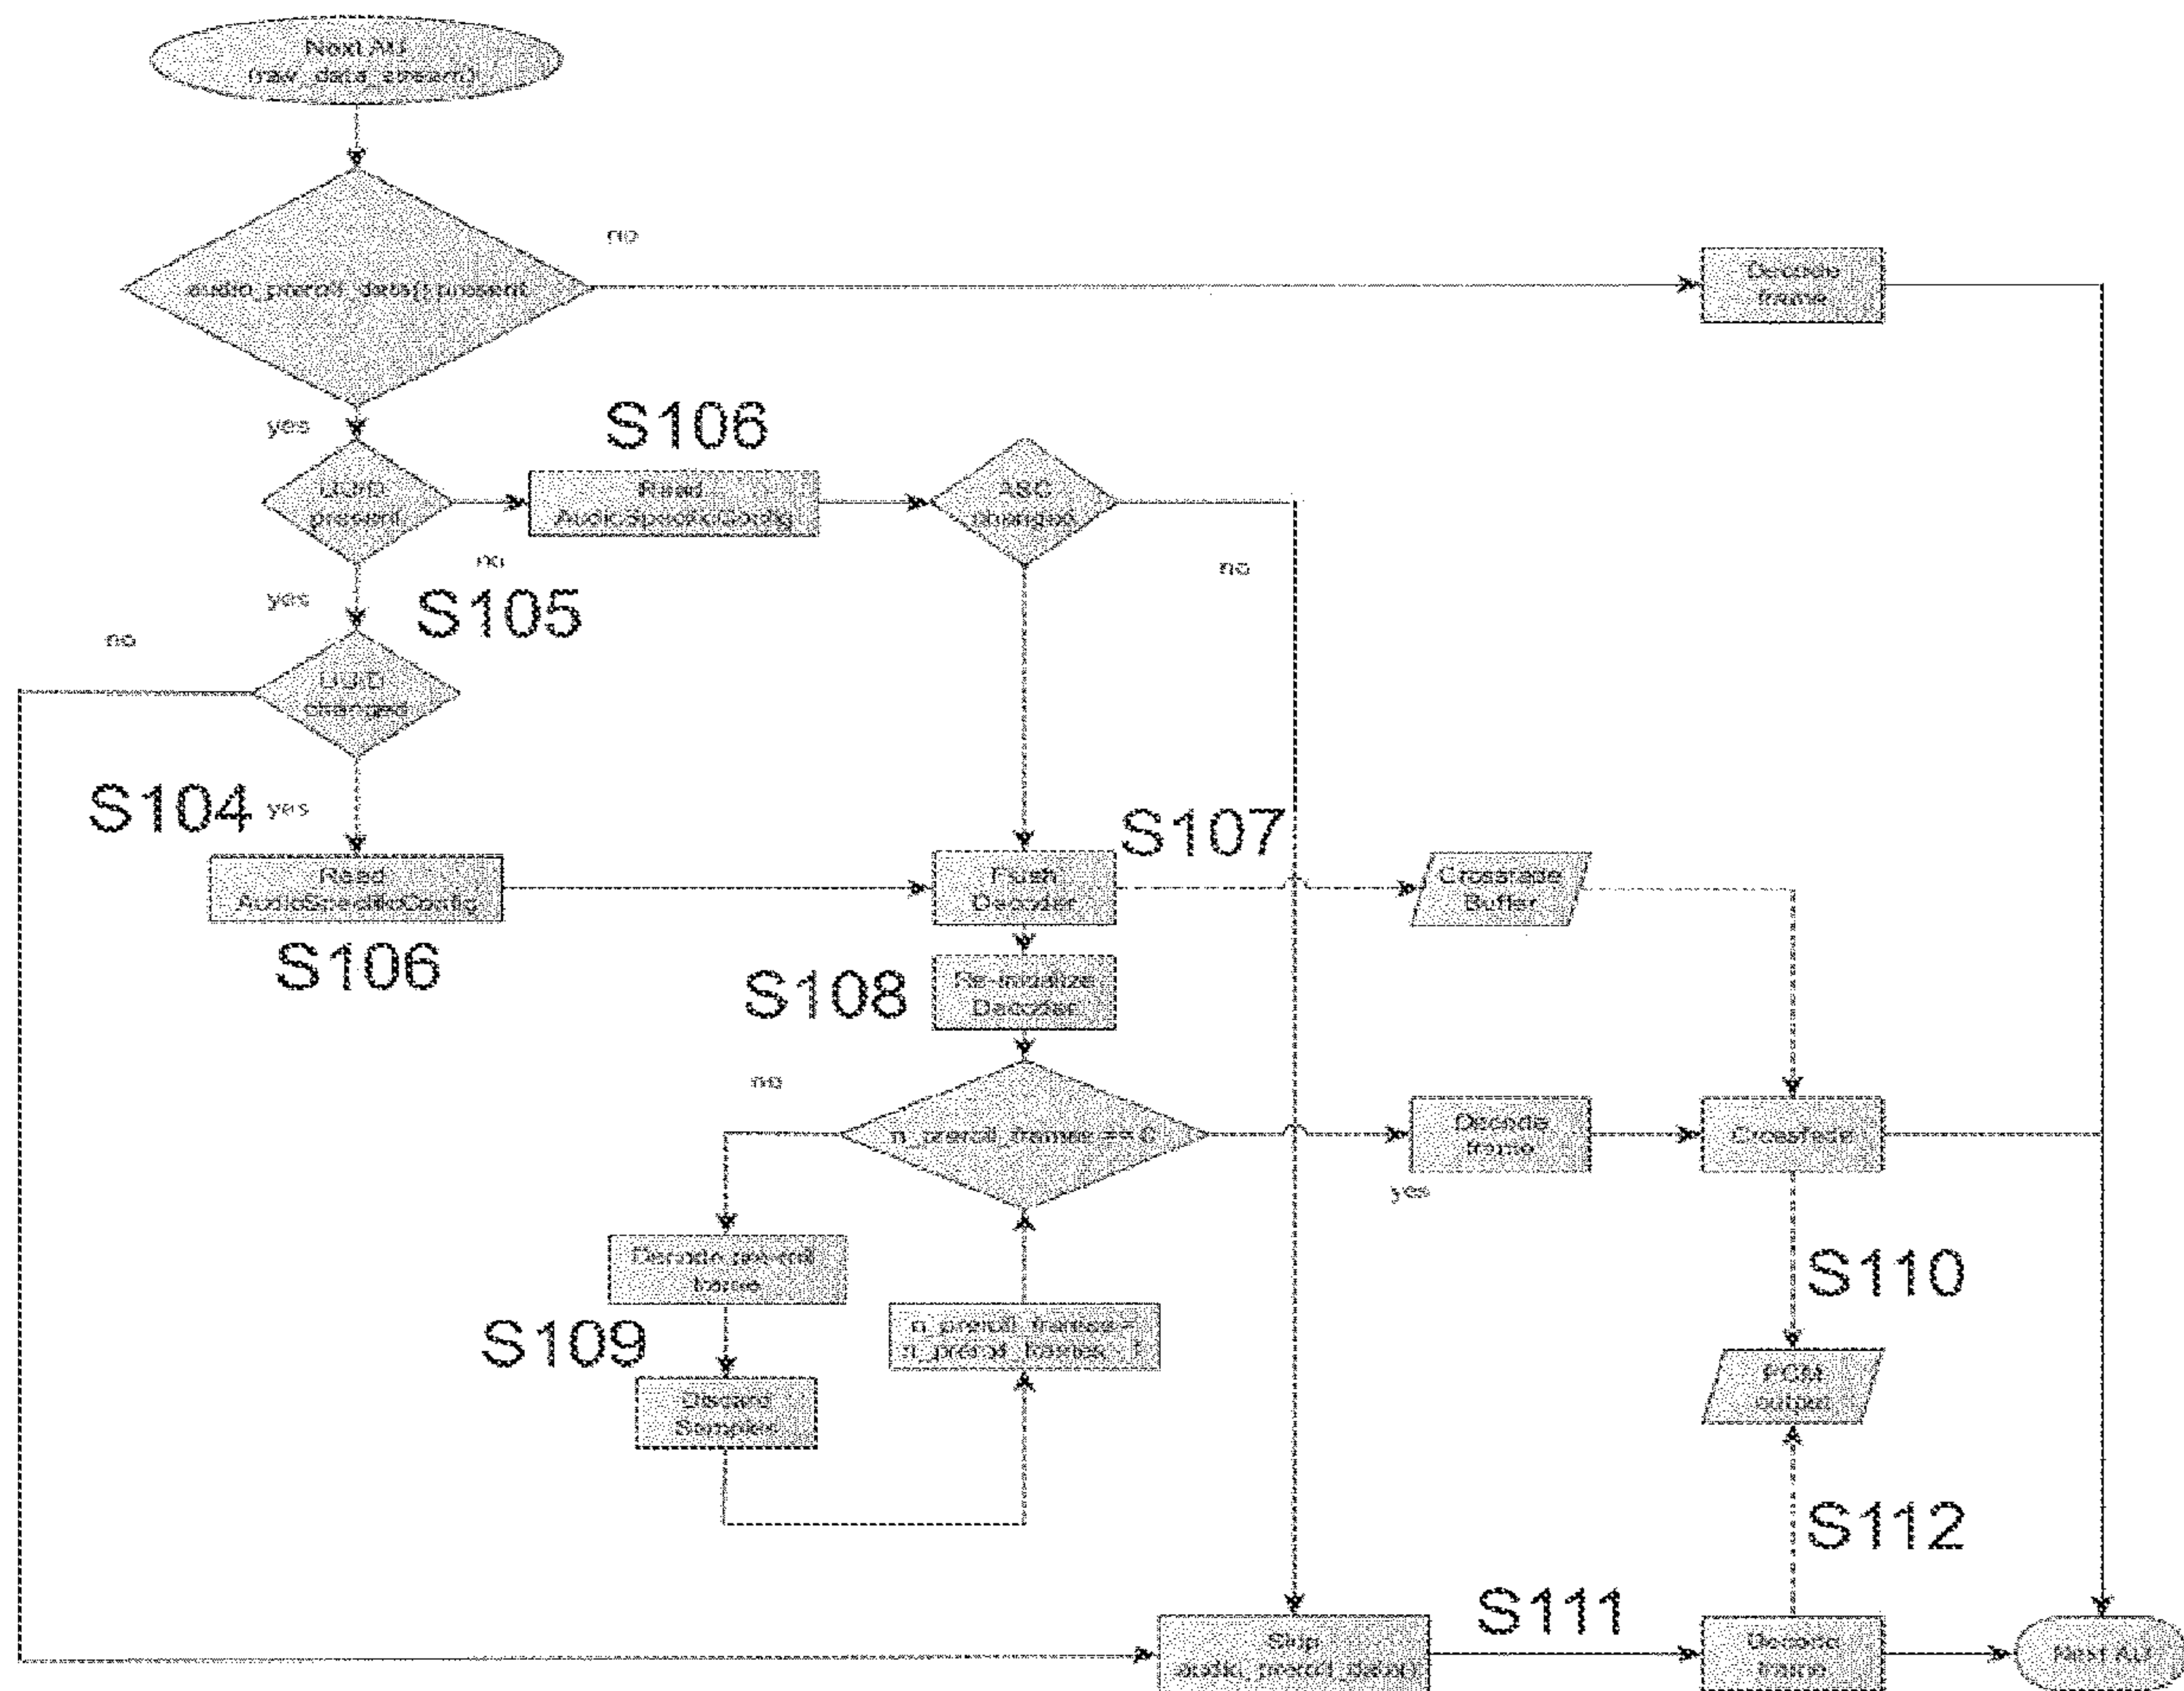 Next AU
(raw_data_stream)
audio_preroll_data() present
no
Decode
frame
yes
S106
UUID
present
Read
AudioSpecificConfig
ASC
changed
no
no
yes
S105
no
UUID
changed
S104
yes
S107
Read
AudioSpecificConfig
Flush
Decoder
Crossfade
Buffer
S106
S108
Re-initialize
Decoder
no
n_preroll_frames == 0
Decode
frame
Crossfade
yes
Decode pre-roll
frame
S110
S109
n_preroll_frames =
n_preroll_frames - 1
PCM
output
Discard
Samples
S112
S111
Skip
audio_preroll_data()
Decode
frame
Next AU